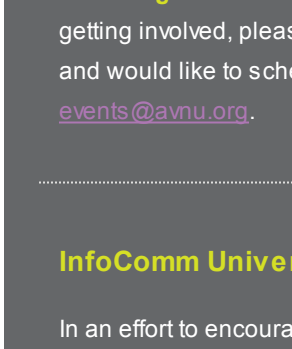 getting involved, pleas
and would like to sche
events@avnu.org.
InfoComm Univer
In an effort to encoura